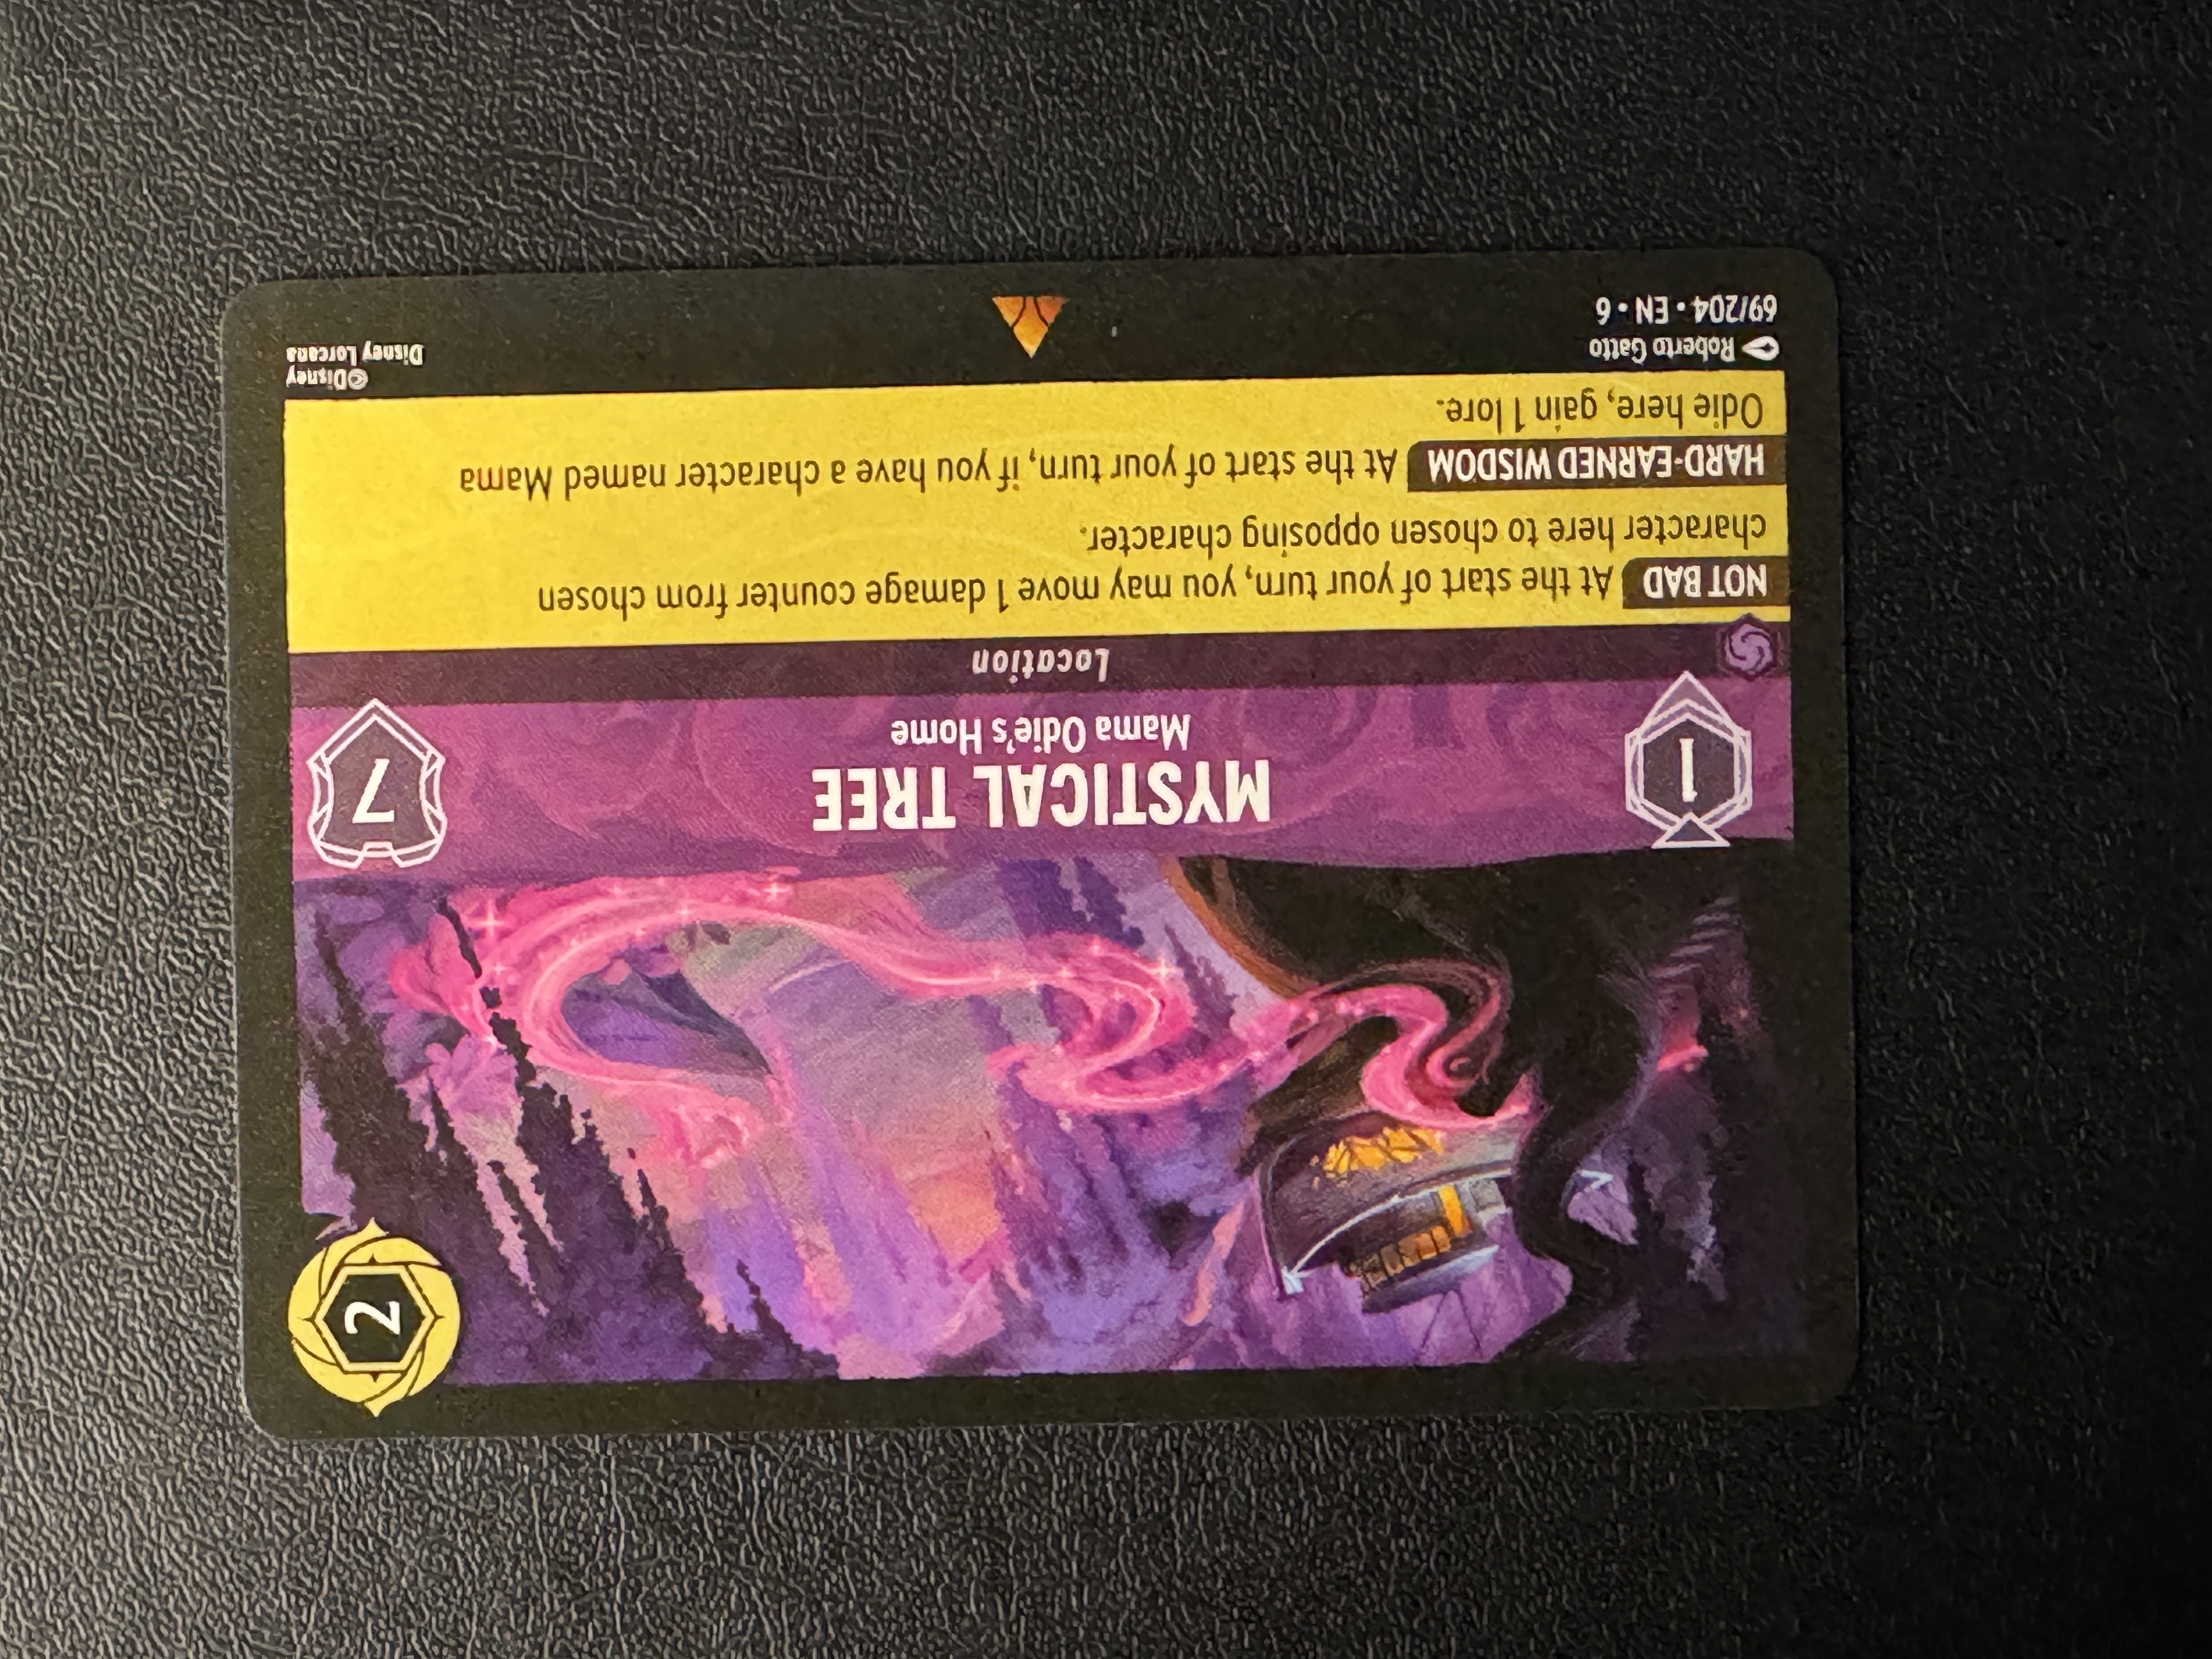 2
MYSTICAL TREE
Mama Odie's Home
1
7
Location
NOT BAD At the start of your turn, you may move 1 damage counter from chosen
character here to chosen opposing character.
HARD-EARNED WISDOM At the start of your turn, if you have a character named Mama
Odie here, gain 1 lore.
Roberto Gatto
69/204 • EN • 6
©Disney
Disney Lorcana